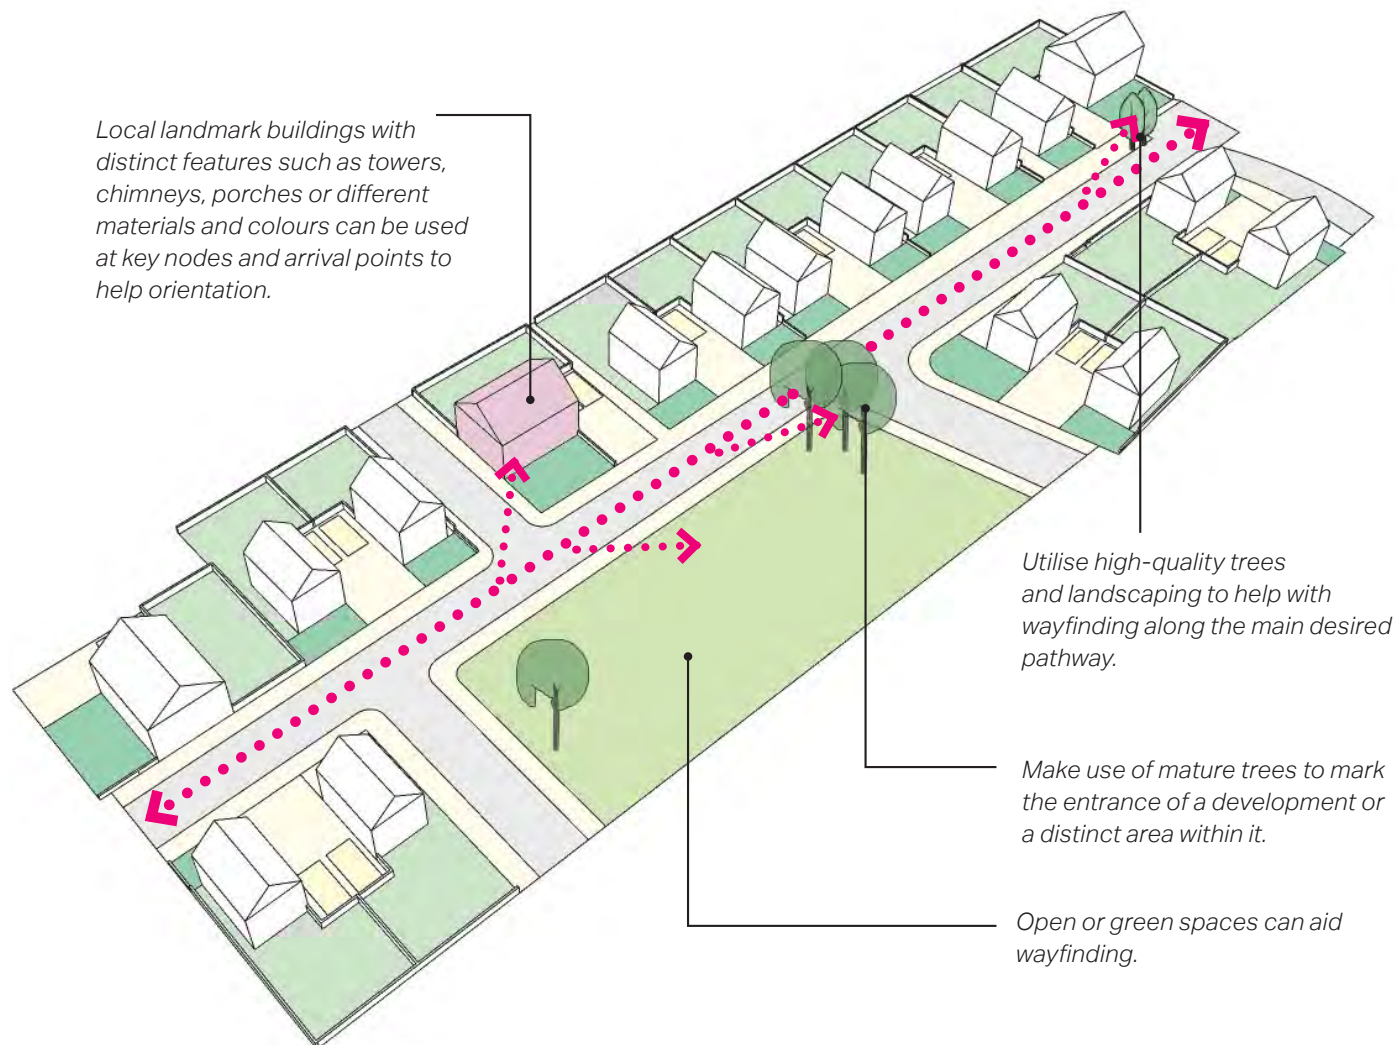 Local landmark buildings with
distinct features such as towers,
chimneys, porches or different
materials and colours can be used
at key nodes and arrival points to
help orientation.
Utilise high-quality trees
and landscaping to help with
wayfinding along the main desired
pathway.
Make use of mature trees to mark
the entrance of a development or
a distinct area within it.
Open or green spaces can aid
wayfinding.